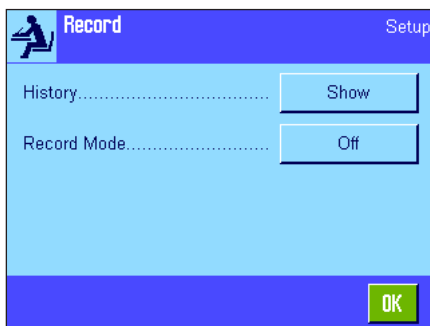 Record Setup
History................................ Show
Record Mode........................... Off
OK